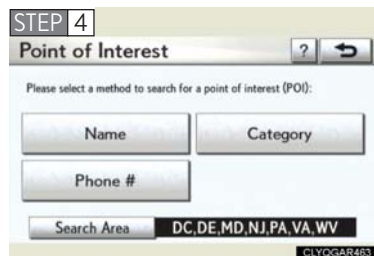 STEP 4
Point of Interest ?
Please select a method to search for a point of interest (POI):
Name Category
Phone #
Search Area DC,DE,MD,NJ,PA,VA,WV
CLYOGAR463